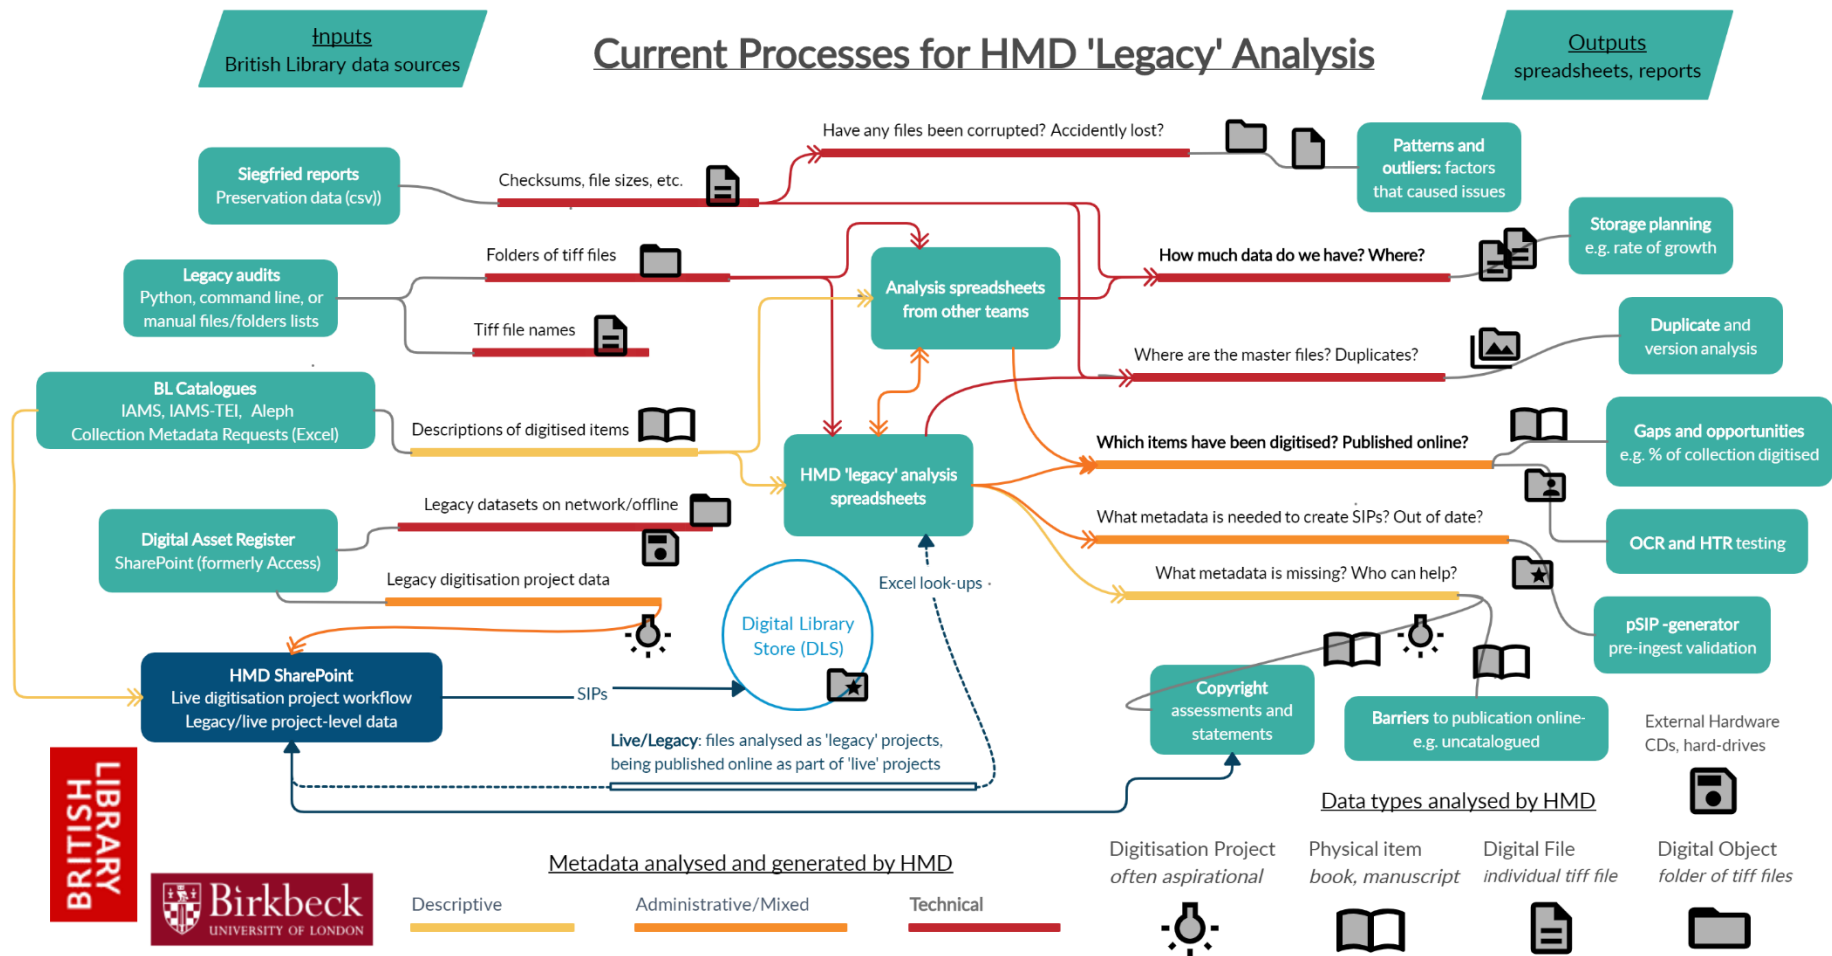 Inputs
British Library data sources
Current Processes for HMD 'Legacy' Analysis
Outputs
spreadsheets, reports
Have any files been corrupted? Accidently lost?
Patterns and
outliers: factors
that caused issues
Siegfried reports
Preservation data (csv))
Checksums, file sizes, etc.
Storage planning
e.g. rate of growth
Folders of tiff files
How much data do we have? Where?
Legacy audits
Python, command line, or
manual files/folders lists
Analysis spreadsheets
from other teams
Tiff file names
Where are the master files? Duplicates?
Duplicate and
version analysis
BL Catalogues
IAMS, IAMS-TEI, Aleph
Collection Metadata Requests (Excel)
Descriptions of digitised items
Which items have been digitised? Published online?
Gaps and opportunities
e.g. % of collection digitised
HMD 'legacy' analysis
spreadsheets
Legacy datasets on network/offline
What metadata is needed to create SIPs? Out of date?
OCR and HTR testing
Digital Asset Register
SharePoint (formerly Access)
Legacy digitisation project data
Excel look-ups
What metadata is missing? Who can help?
Digital Library
Store (DLS)
pSIP -generator
pre-ingest validation
HMD SharePoint
Live digitisation project workflow
Legacy/live project-level data
SIPs
Copyright
assessments and
statements
Barriers to publication online-
e.g. uncatalogued
Live/Legacy: files analysed as 'legacy' projects,
being published online as part of 'live' projects
External Hardware
CDs, hard-drives
Data types analysed by HMD
Digitisation Project
often aspirational
Physical item
book, manuscript
Digital File
individual tiff file
Digital Object
folder of tiff files
Metadata analysed and generated by HMD
Descriptive
Administrative/Mixed
Technical
BRITISH
LIBRARY
Birkbeck
UNIVERSITY OF LONDON